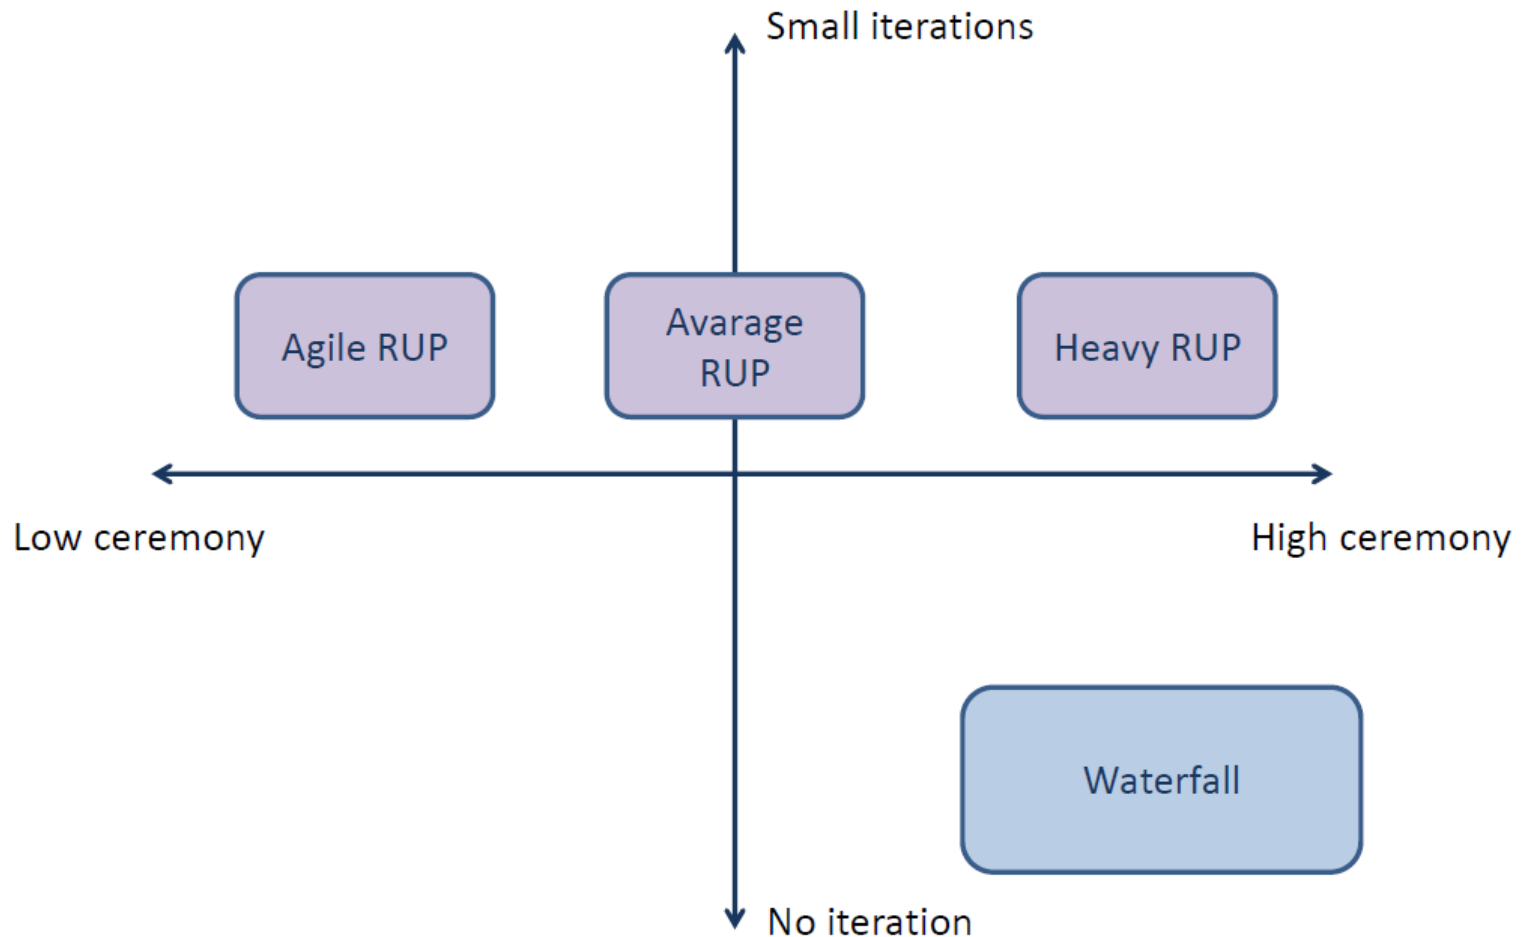 Small iterations
Agile RUP
Avarage
RUP
Heavy RUP
Low ceremony
High ceremony
Waterfall
No iteration